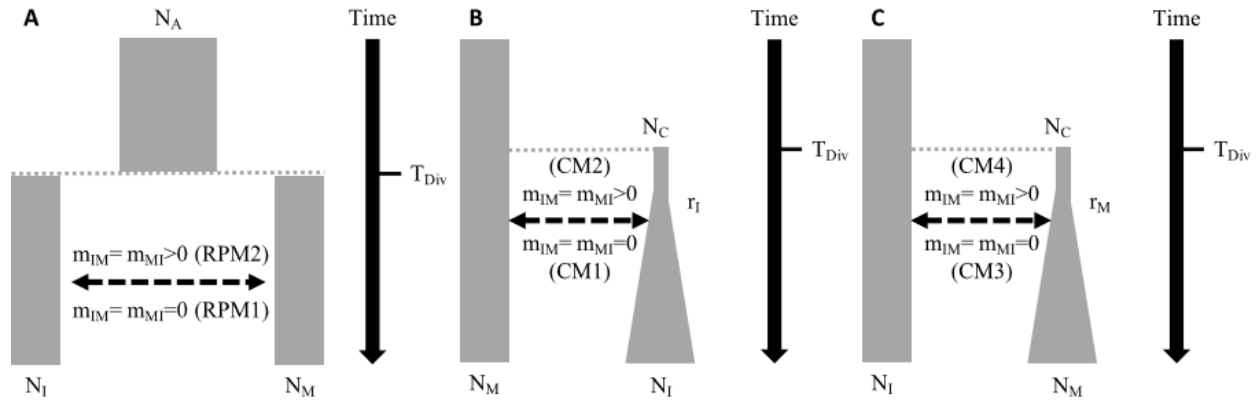 A
N_A
Time
T_Div
m_IM= m_MI>0 (RPM2)
m_IM= m_MI=0 (RPM1)
N_I
N_M
B
Time
N_C
T_Div
(CM2)
m_IM= m_MI>0
r_I
m_IM= m_MI=0
(CM1)
N_M
N_I
C
Time
N_C
T_Div
(CM4)
m_IM= m_MI>0
r_M
m_IM= m_MI=0
(CM3)
N_I
N_M